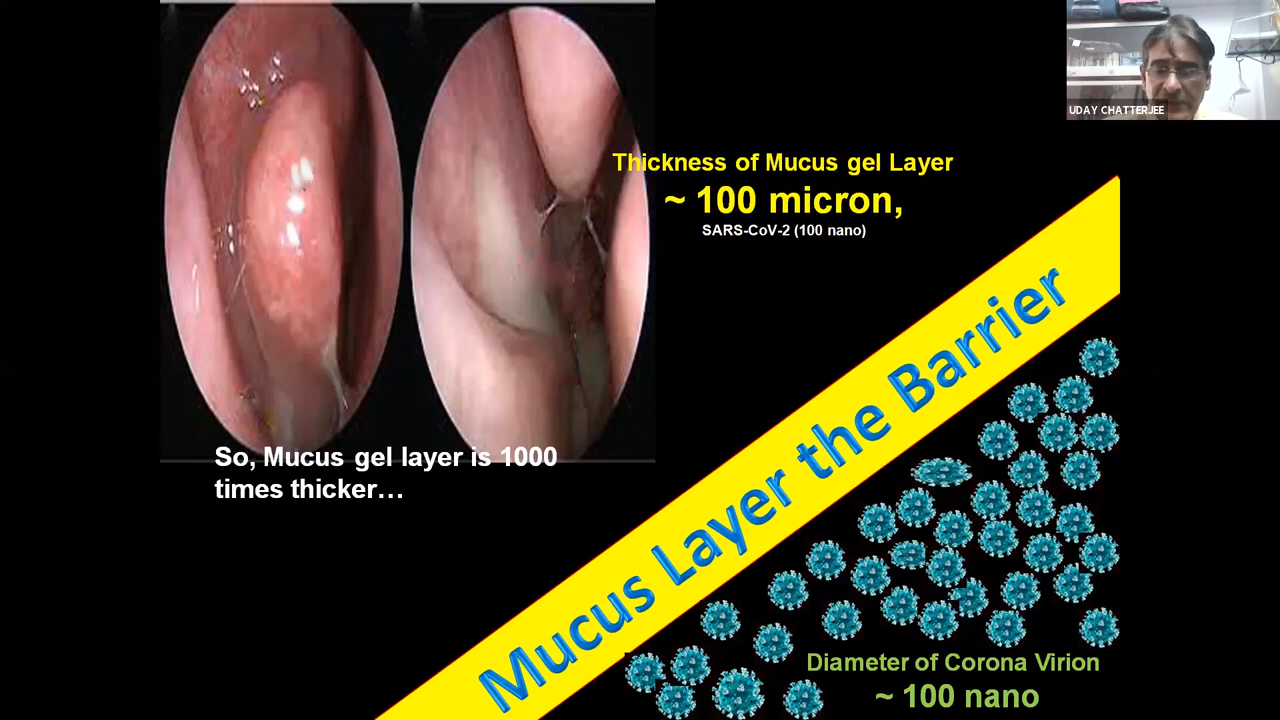 UDAY CHATTERJEE
Thickness of Mucus gel Layer
~ 100 micron,
SARS-CoV-2 (100 nano)
So, Mucus gel layer is 1000
times thicker…
Mucus Layer the Barrier
Diameter of Corona Virion
~ 100 nano